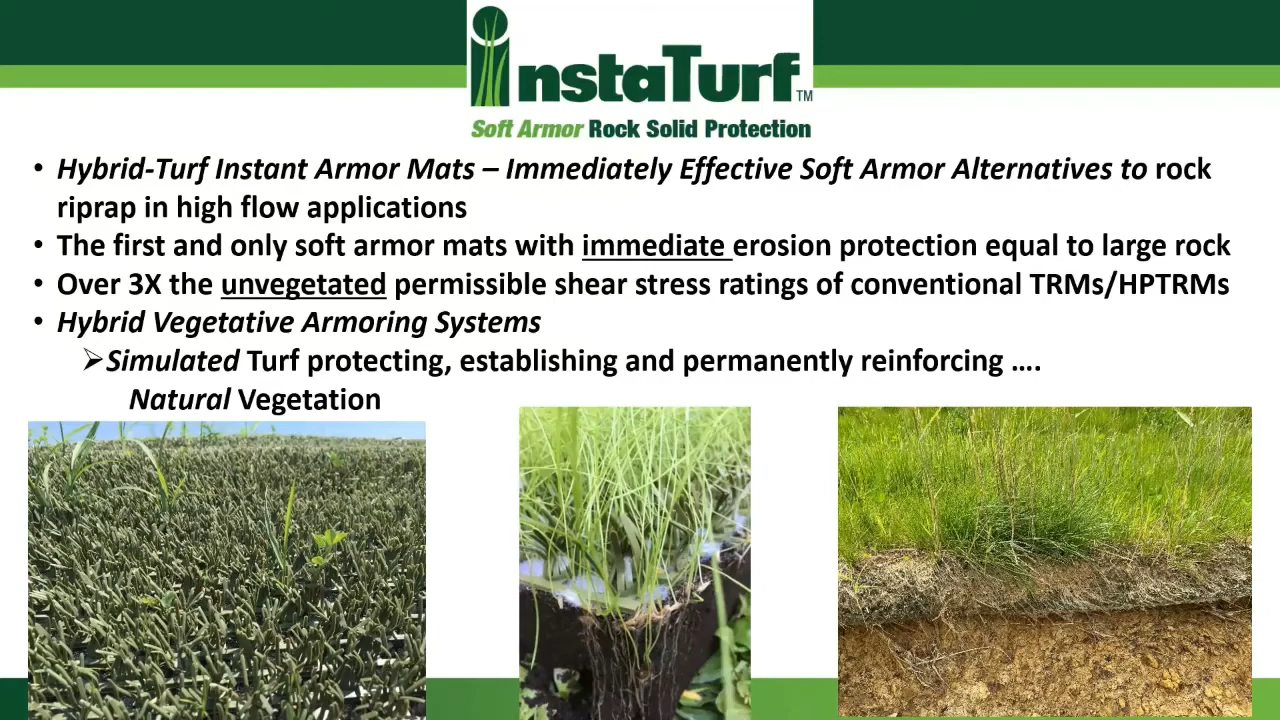 InstaTurf™
Soft Armor Rock Solid Protection
• Hybrid-Turf Instant Armor Mats – Immediately Effective Soft Armor Alternatives to rock
riprap in high flow applications
• The first and only soft armor mats with immediate erosion protection equal to large rock
• Over 3X the unvegetated permissible shear stress ratings of conventional TRMs/HPTRMs
• Hybrid Vegetative Armoring Systems
➢Simulated Turf protecting, establishing and permanently reinforcing ….
Natural Vegetation